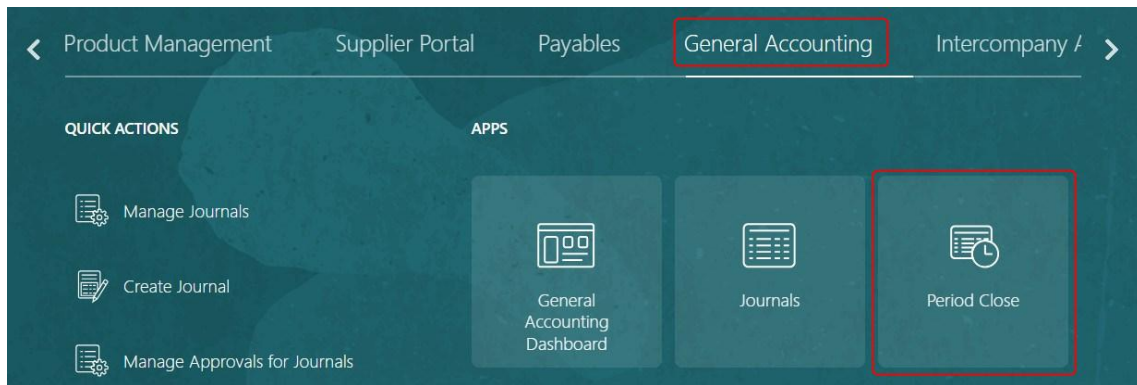 Product Management
Supplier Portal
Payables
General Accounting
Intercompany A
QUICK ACTIONS
APPS
Manage Journals
Create Journal
Manage Approvals for Journals
General
Accounting
Dashboard
Journals
Period Close